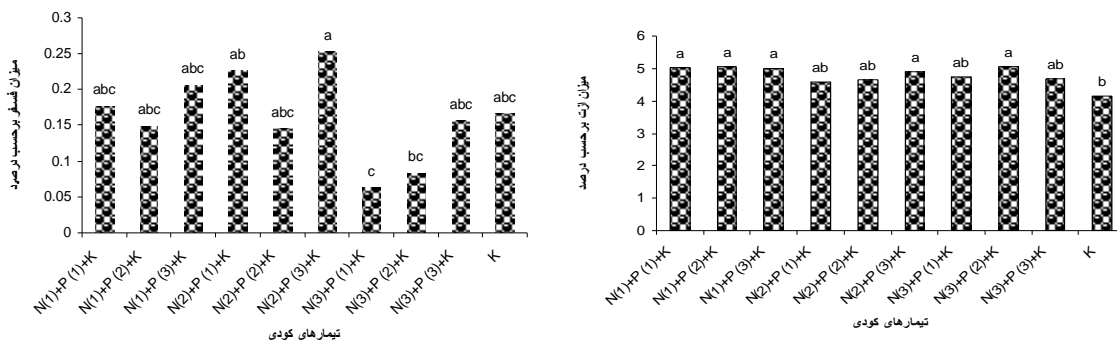 میزان فسفر برحسب درصد
0.3
0.25
0.2
0.15
0.1
0.05
0
abc
abc
abc
ab
abc
a
c
bc
abc
abc
N(1)+P (1)+K
N(1)+P (2)+K
N(1)+P (3)+K
N(2)+P (1)+K
N(2)+P (2)+K
N(2)+P (3)+K
N(3)+P (1)+K
N(3)+P (2)+K
N(3)+P (3)+K
K
تیمارهای کودی
میزان ازت برحسب درصد
6
5
4
3
2
1
0
a
a
a
ab
ab
a
ab
a
ab
b
N(1)+P (1)+K
N(1)+P (2)+K
N(1)+P (3)+K
N(2)+P (1)+K
N(2)+P (2)+K
N(2)+P (3)+K
N(3)+P (1)+K
N(3)+P (2)+K
N(3)+P (3)+K
K
تیمارهای کودی